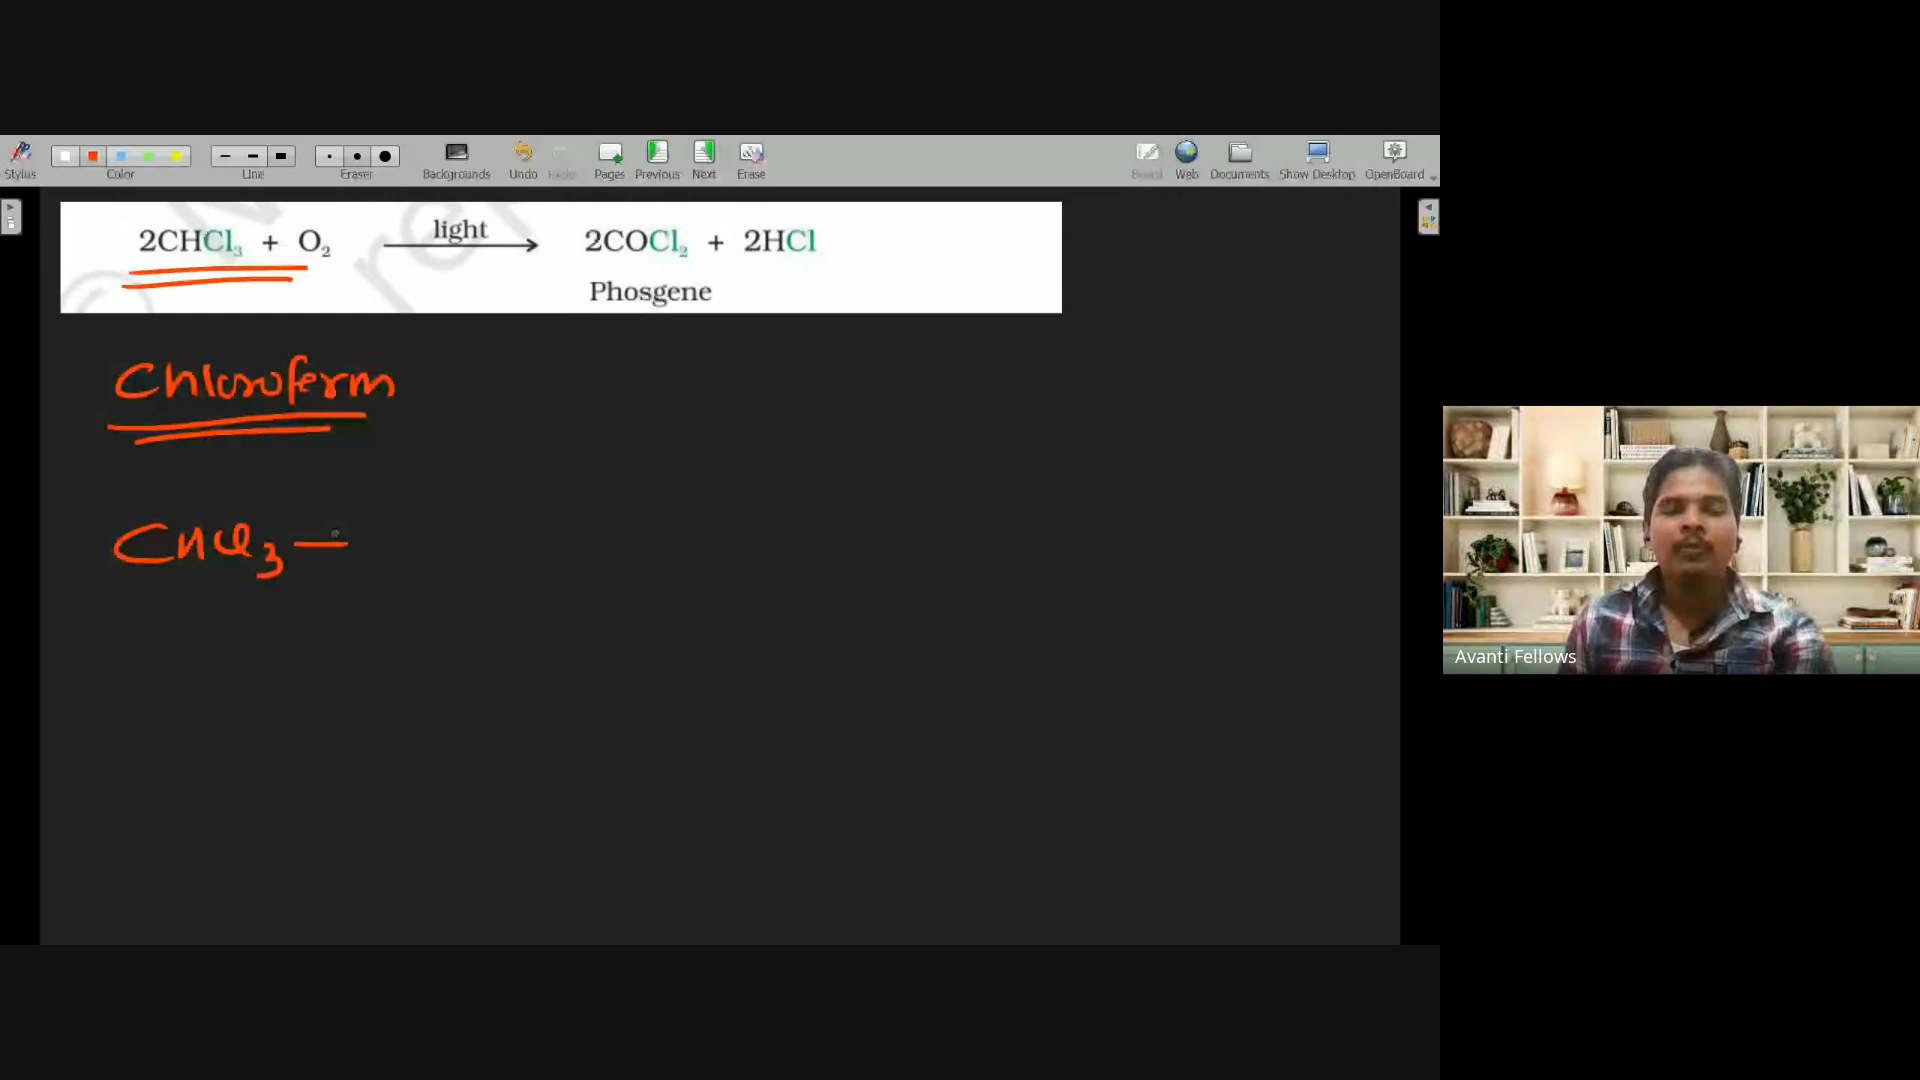 Stylus Color Line Eraser Backgrounds Undo Redo Pages Previous Next Erase Board Web Documents Show Desktop OpenBoard
2CHCl₃ + O₂ light 2COCl₂ + 2HCl
Phosgene
Chloroferm
CHCl₃ —
Avanti Fellows